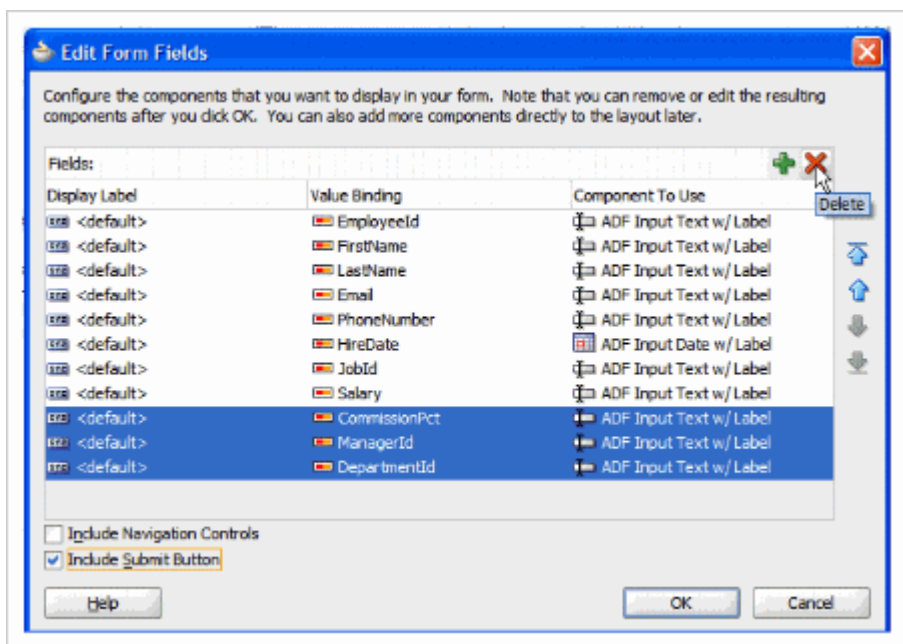 Edit Form Fields
Configure the components that you want to display in your form. Note that you can remove or edit the resulting
components after you click OK. You can also add more components directly to the layout later.
Fields:
Display Label Value Binding Component To Use
Delete
<default> EmployeeId ADF Input Text w/ Label
<default> FirstName ADF Input Text w/ Label
<default> LastName ADF Input Text w/ Label
<default> Email ADF Input Text w/ Label
<default> PhoneNumber ADF Input Text w/ Label
<default> HireDate ADF Input Date w/ Label
<default> JobId ADF Input Text w/ Label
<default> Salary ADF Input Text w/ Label
<default> CommissionPct ADF Input Text w/ Label
<default> ManagerId ADF Input Text w/ Label
<default> DepartmentId ADF Input Text w/ Label
Include Navigation Controls
Include Submit Button
Help OK Cancel